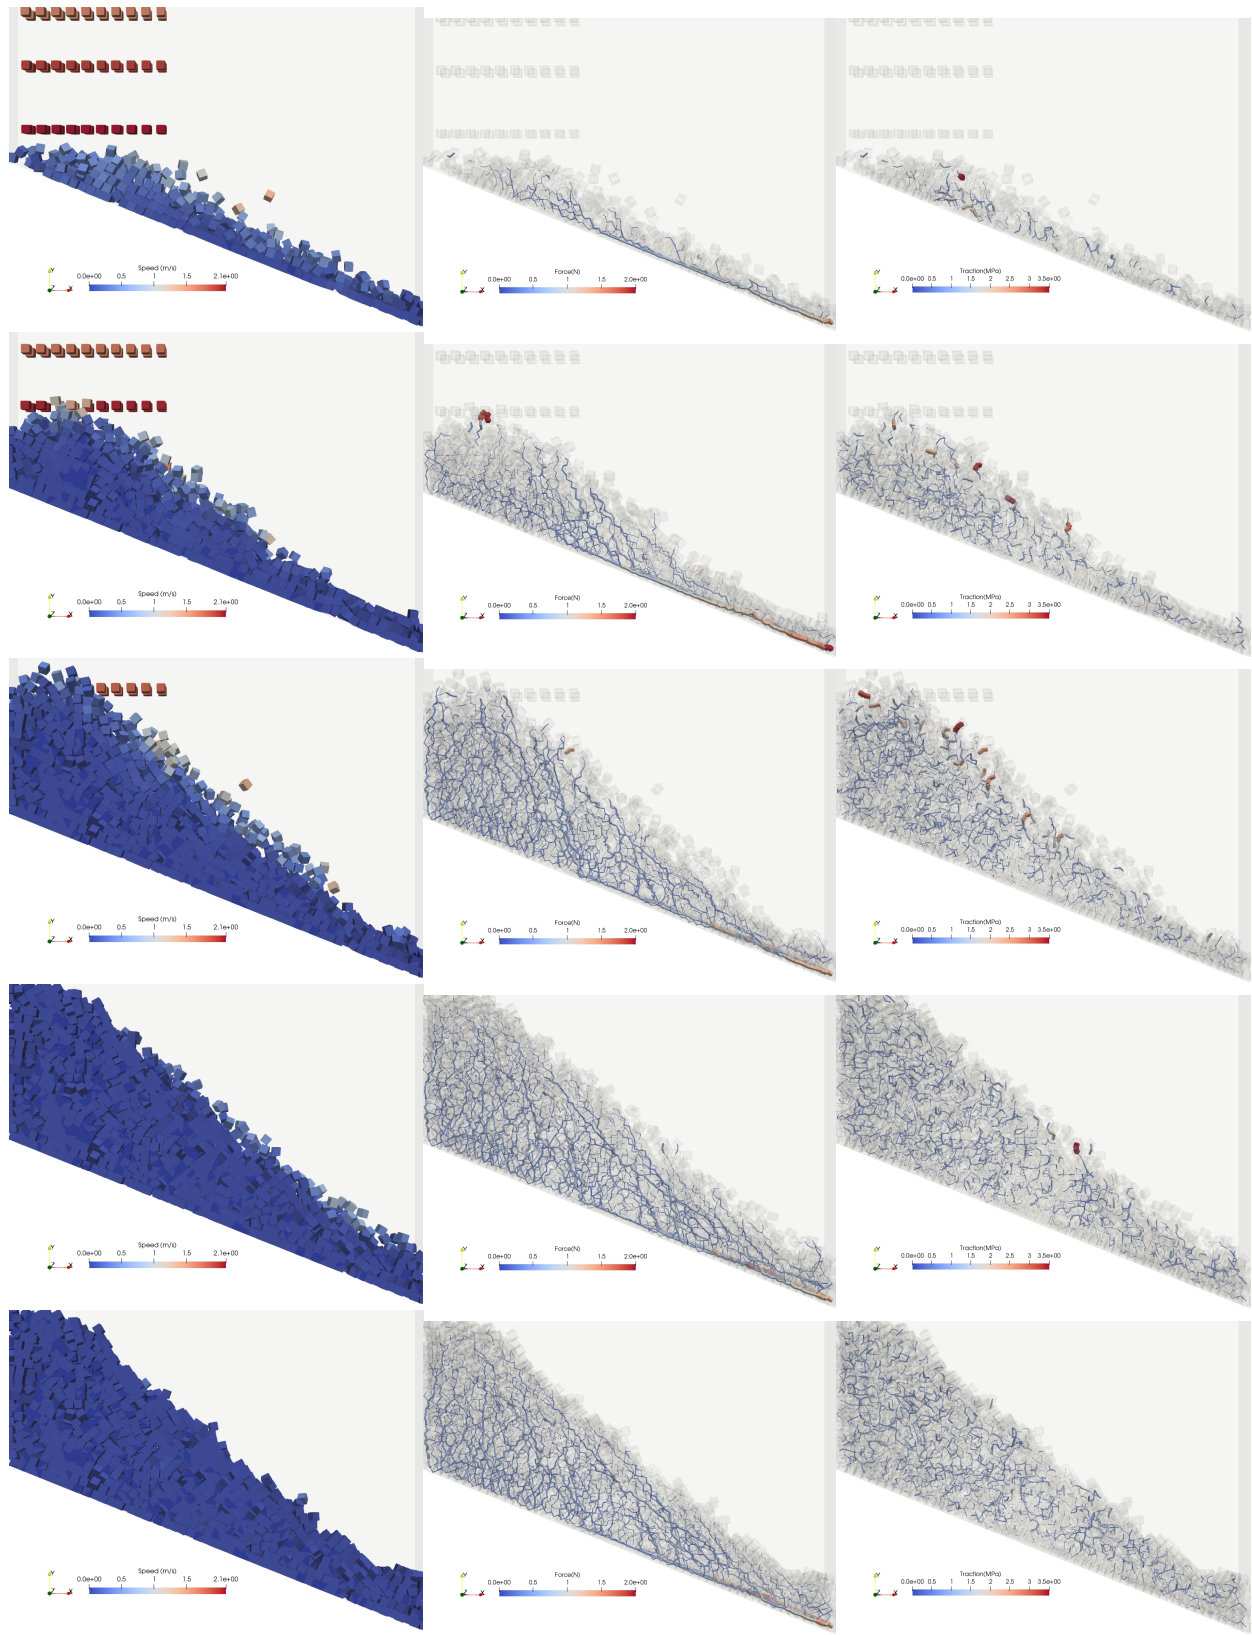 Speed (m/s)
0.0e+00 0.5 1 1.5 2.1e+00
Y
Z X
Force(N)
0.0e+00 0.5 1 1.5 2.0e+00
Y
Z X
Traction(MPa)
0.0e+00 0.5 1 1.5 2 2.5 3.5e+00
Y
Z X
Speed (m/s)
0.0e+00 0.5 1 1.5 2.1e+00
Y
Z X
Force(N)
0.0e+00 0.5 1 1.5 2.0e+00
Y
Z X
Traction(MPa)
0.0e+00 0.5 1 1.5 2 2.5 3.5e+00
Y
Z X
Speed (m/s)
0.0e+00 0.5 1 1.5 2.1e+00
Y
Z X
Force(N)
0.0e+00 0.5 1 1.5 2.0e+00
Y
Z X
Traction(MPa)
0.0e+00 0.5 1 1.5 2 2.5 3.5e+00
Y
Z X
Speed (m/s)
0.0e+00 0.5 1 1.5 2.1e+00
Y
Z X
Force(N)
0.0e+00 0.5 1 1.5 2.0e+00
Y
Z X
Traction(MPa)
0.0e+00 0.5 1 1.5 2 2.5 3.5e+00
Y
Z X
Speed (m/s)
0.0e+00 0.5 1 1.5 2.1e+00
Y
Z X
Force(N)
0.0e+00 0.5 1 1.5 2.0e+00
Y
Z X
Traction(MPa)
0.0e+00 0.5 1 1.5 2 2.5 3.5e+00
Y
Z X